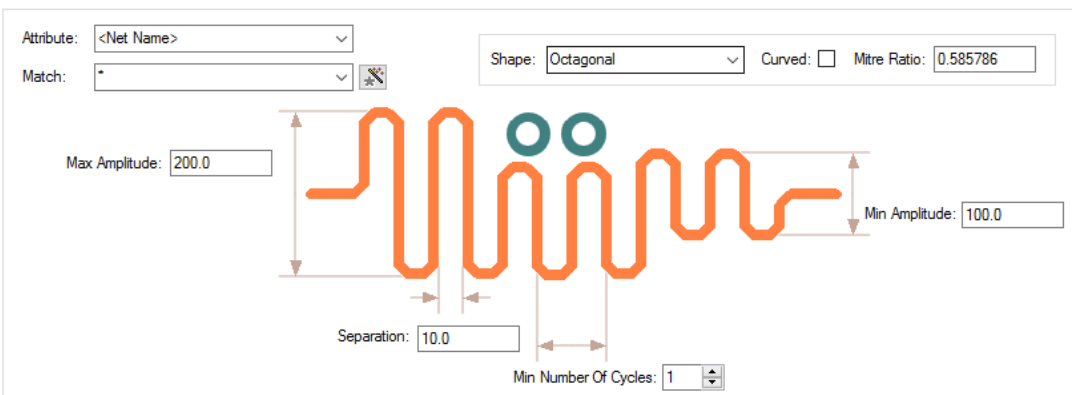 Attribute: <Net Name>
Match: *
Shape: Octagonal Curved: Mitre Ratio: 0.585786
Max Amplitude: 200.0
Min Amplitude: 100.0
Separation: 10.0
Min Number Of Cycles: 1